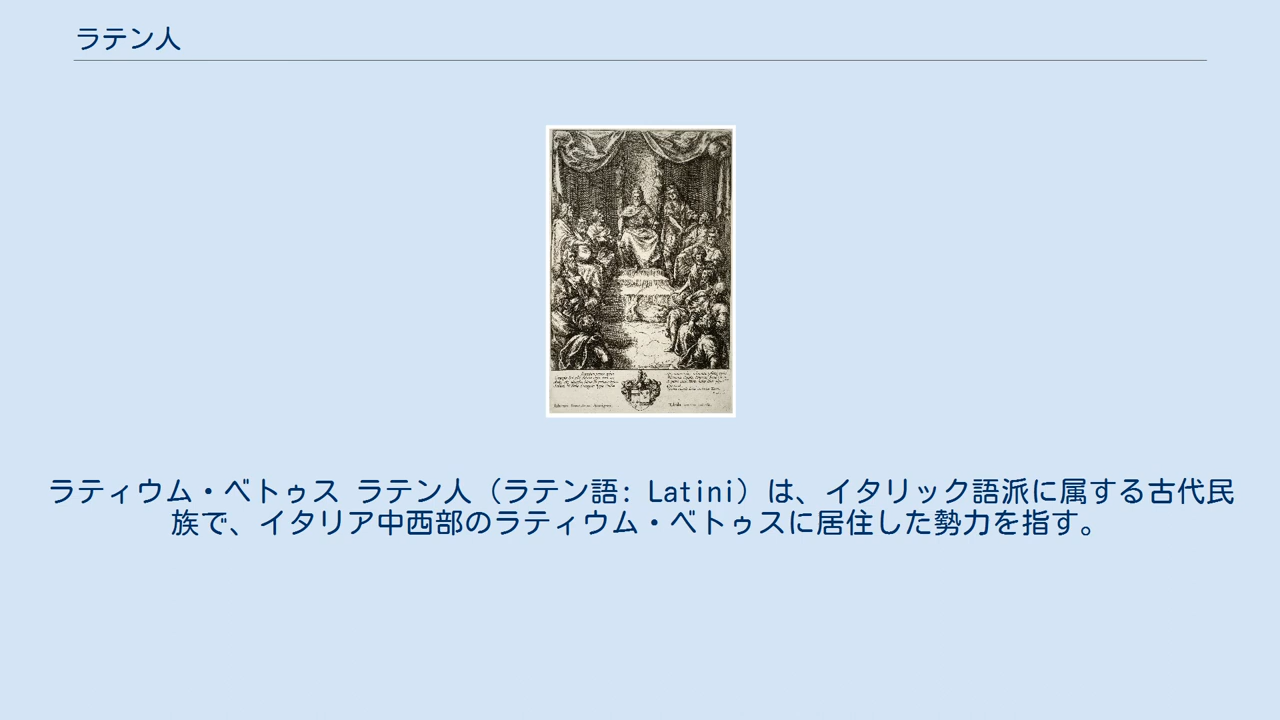 ラテン人
ラティウム・ベトゥス ラテン人（ラテン語: Latini）は、イタリック語派に属する古代民
族で、イタリア中西部のラティウム・ベトゥスに居住した勢力を指す。